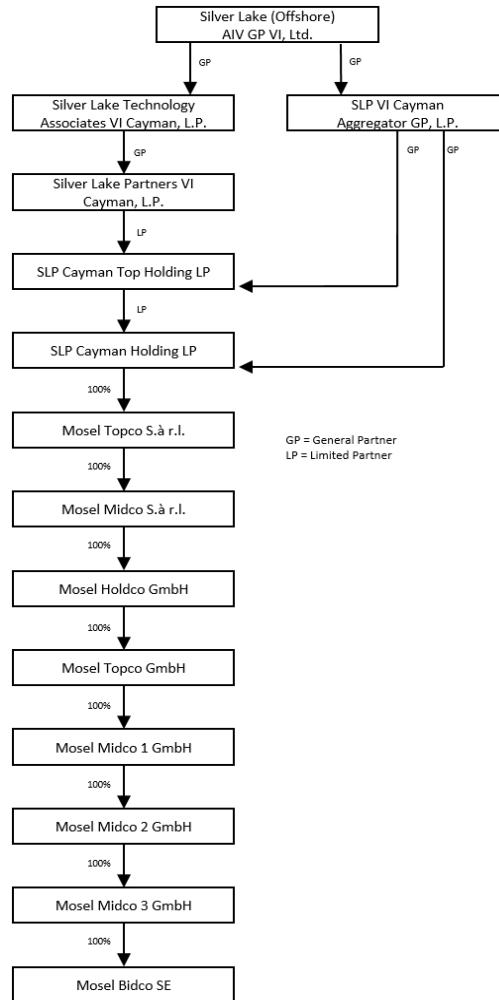 Silver Lake (Offshore)
AIV GP VI, Ltd.
GP
GP
Silver Lake Technology
Associates VI Cayman, L.P.
SLP VI Cayman
Aggregator GP, L.P.
GP
GP
GP
Silver Lake Partners VI
Cayman, L.P.
LP
SLP Cayman Top Holding LP
LP
SLP Cayman Holding LP
100%
Mosel Topco S.à r.l.
GP = General Partner
LP = Limited Partner
100%
Mosel Midco S.à r.l.
100%
Mosel Holdco GmbH
100%
Mosel Topco GmbH
100%
Mosel Midco 1 GmbH
100%
Mosel Midco 2 GmbH
100%
Mosel Midco 3 GmbH
100%
Mosel Bidco SE